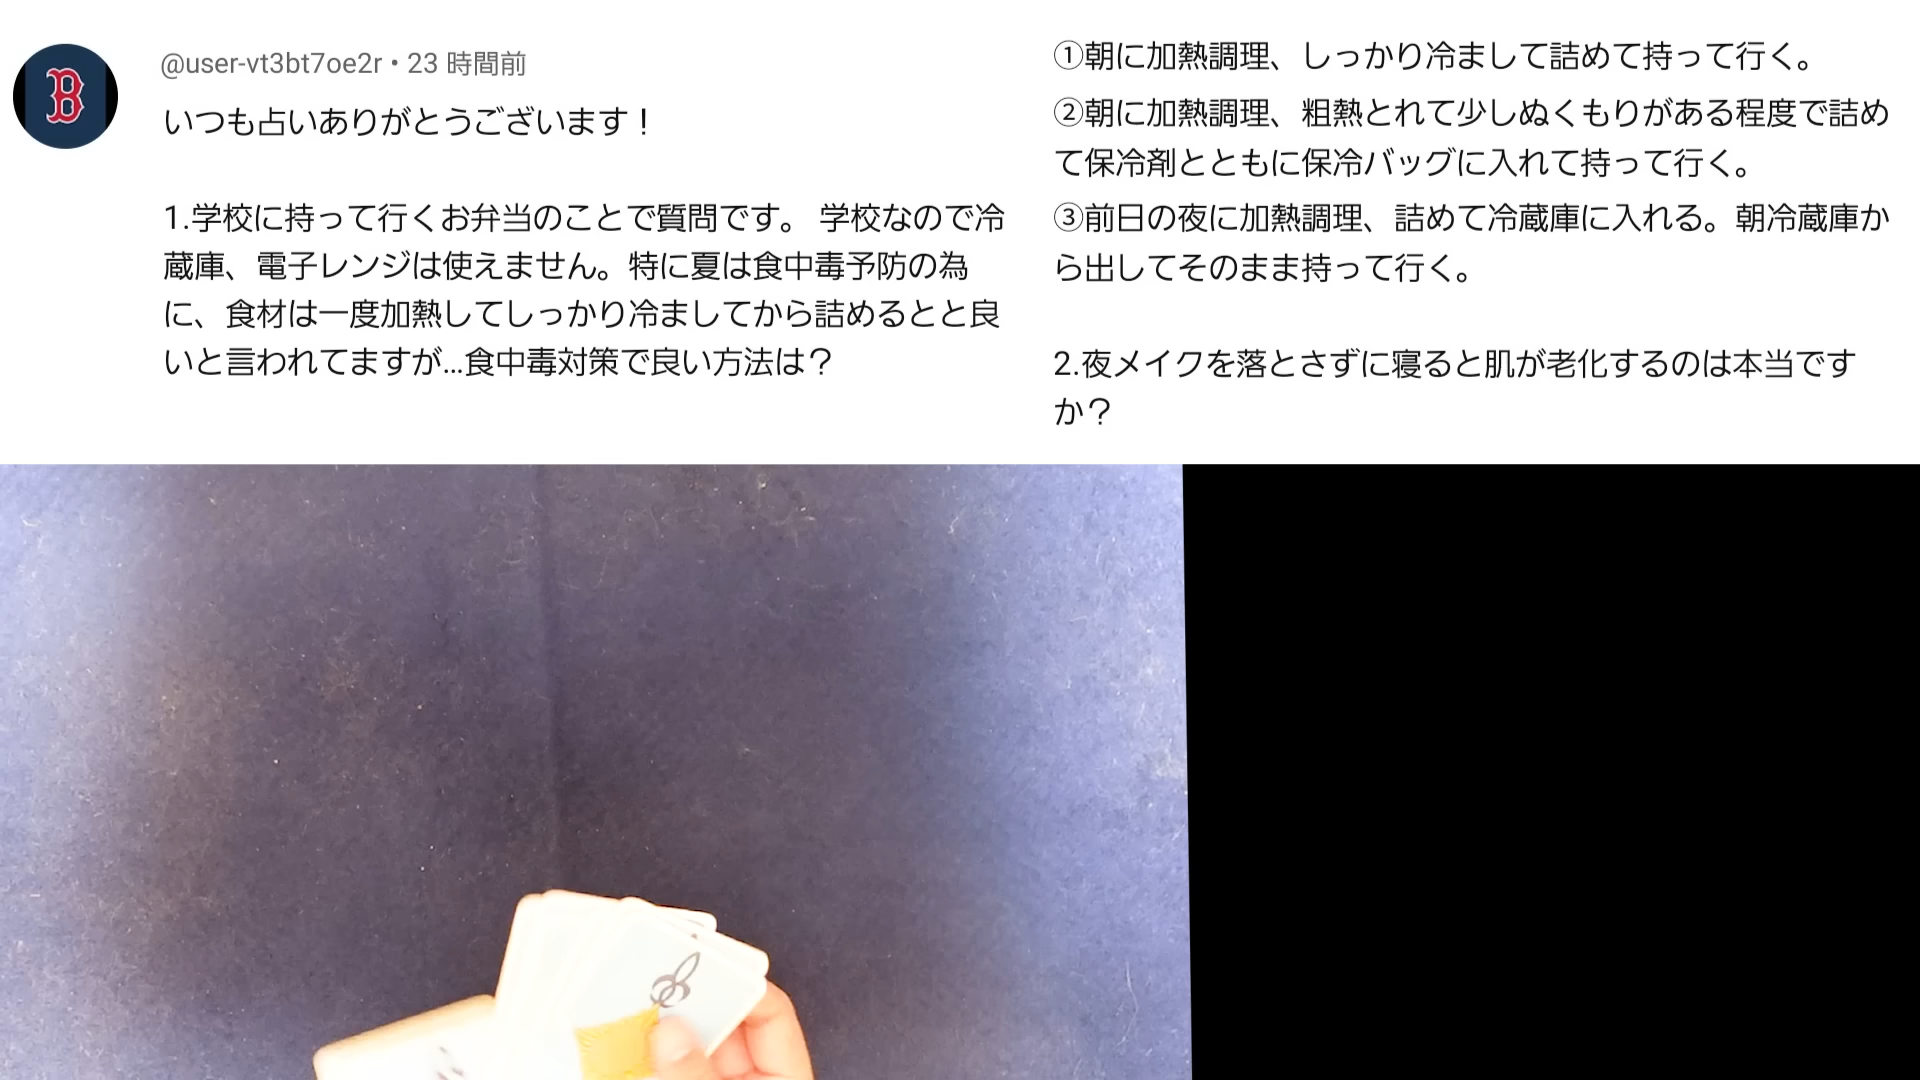 B
@user-vt3bt7oe2r • 23 時間前
いつも占いありがとうございます！
1.学校に持って行くお弁当のことで質問です。 学校なので冷
蔵庫、電子レンジは使えません。特に夏は食中毒予防の為
に、食材は一度加熱してしっかり冷ましてから詰めるとと良
いと言われてますが...食中毒対策で良い方法は？
①朝に加熱調理、しっかり冷まして詰めて持って行く。
②朝に加熱調理、粗熱とれて少しぬくもりがある程度で詰め
て保冷剤とともに保冷バッグに入れて持って行く。
③前日の夜に加熱調理、詰めて冷蔵庫に入れる。朝冷蔵庫か
ら出してそのまま持って行く。
2.夜メイクを落とさずに寝ると肌が老化するのは本当です
か？